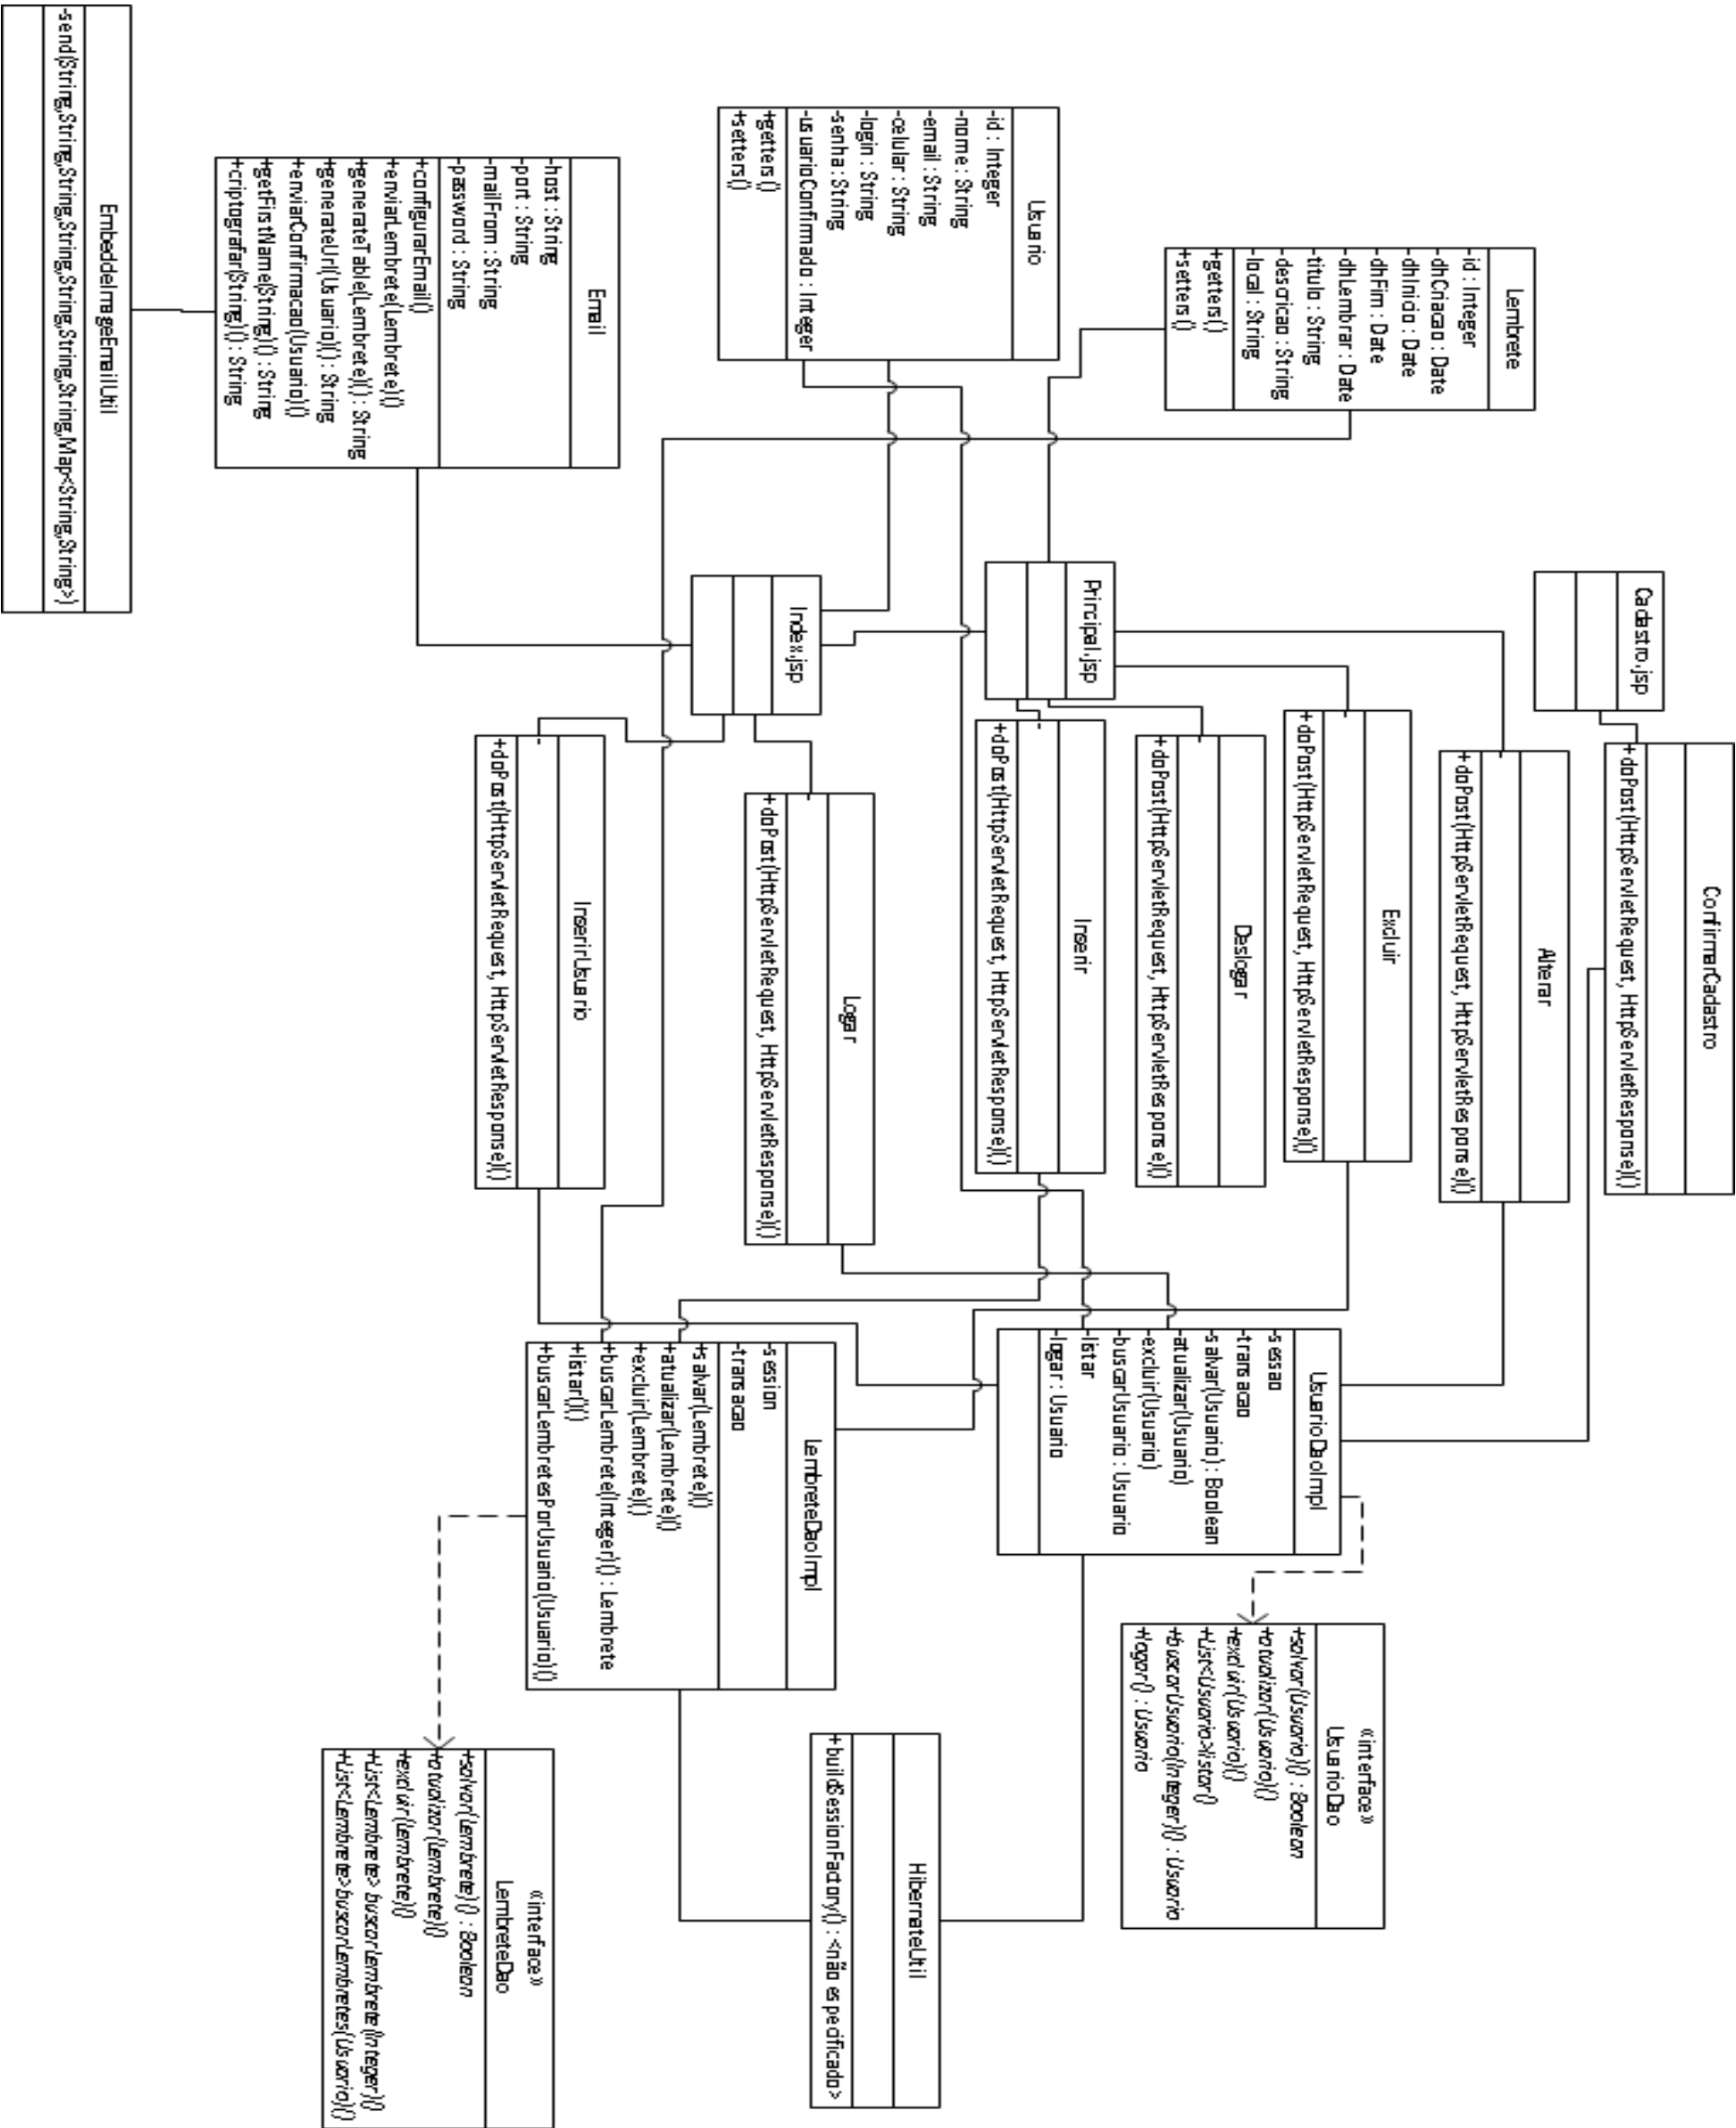 Cadastro.jsp
ConfirmarCadastro
+doPost(HttpServletRequest, HttpServletResponse)()
Alterar
-
+doPost(HttpServletRequest, HttpServletResponse)()
Lembrete
-id : Integer
-dhCriacao : Date
-dhInicio : Date
-dhFim : Date
-dhLembrar : Date
-titulo : String
-descricao : String
-local : String
+getters()
+setters()
Excluir
-
+doPost(HttpServletRequest, HttpServletResponse)()
Deslogar
-
+doPost(HttpServletRequest, HttpServletResponse)()
«interface»
UsuarioDao
+salvar(Usuario)() : Boolean
+atualizar(Usuario)()
+excluir(Usuario)()
+List<Usuario>listar()
+buscarUsuario(Integer)() : Usuario
+logar() : Usuario
Principal.jsp
Inserir
-
+doPost(HttpServletRequest, HttpServletResponse)()
UsuarioDaoImpl
-sessao
-transacao
-salvar(Usuario) : Boolean
-atualizar(Usuario)
-excluir(Usuario)
-buscarUsuario : Usuario
-listar
-logar : Usuario
Usuario
-id : Integer
-nome : String
-email : String
-celular : String
-login : String
-senha : String
-usuarioConfirmado : Integer
+getters()
+setters()
Index.jsp
Logar
-
+doPost(HttpServletRequest, HttpServletResponse)()
HibernateUtil
+buildSessionFactory() : <não especificado>
LembreteDaoImpl
-session
-transacao
+salvar(Lembrete)()
+atualizar(Lembrete)()
+excluir(Lembrete)()
+buscarLembrete(Integer)() : Lembrete
+listar()()
+buscarLembretesPorUsuario(Usuario)()
InserirUsuario
-
+doPost(HttpServletRequest, HttpServletResponse)()
Email
-host : String
-port : String
-mailFrom : String
-password : String
+configurarEmail()
+enviarLembrete(Lembrete)()
+generateTable(Lembrete)() : String
+generateUrl(Usuario)() : String
+enviarConfirmacao(Usuario)()
+getFistName(String)() : String
+criptografar(String)() : String
«interface»
LembreteDao
+salvar(lembrete)() : Boolean
+atualizar(lembrete)()
+excluir(lembrete)()
+List<Lembrete> buscarlembrete(Integer)()
+List<Lembrete>buscarlembretes(Usuario)()
EmbeddeImageEmailUtil
-send(String,String,String,String,String,String,String,String,Map<String,String>)